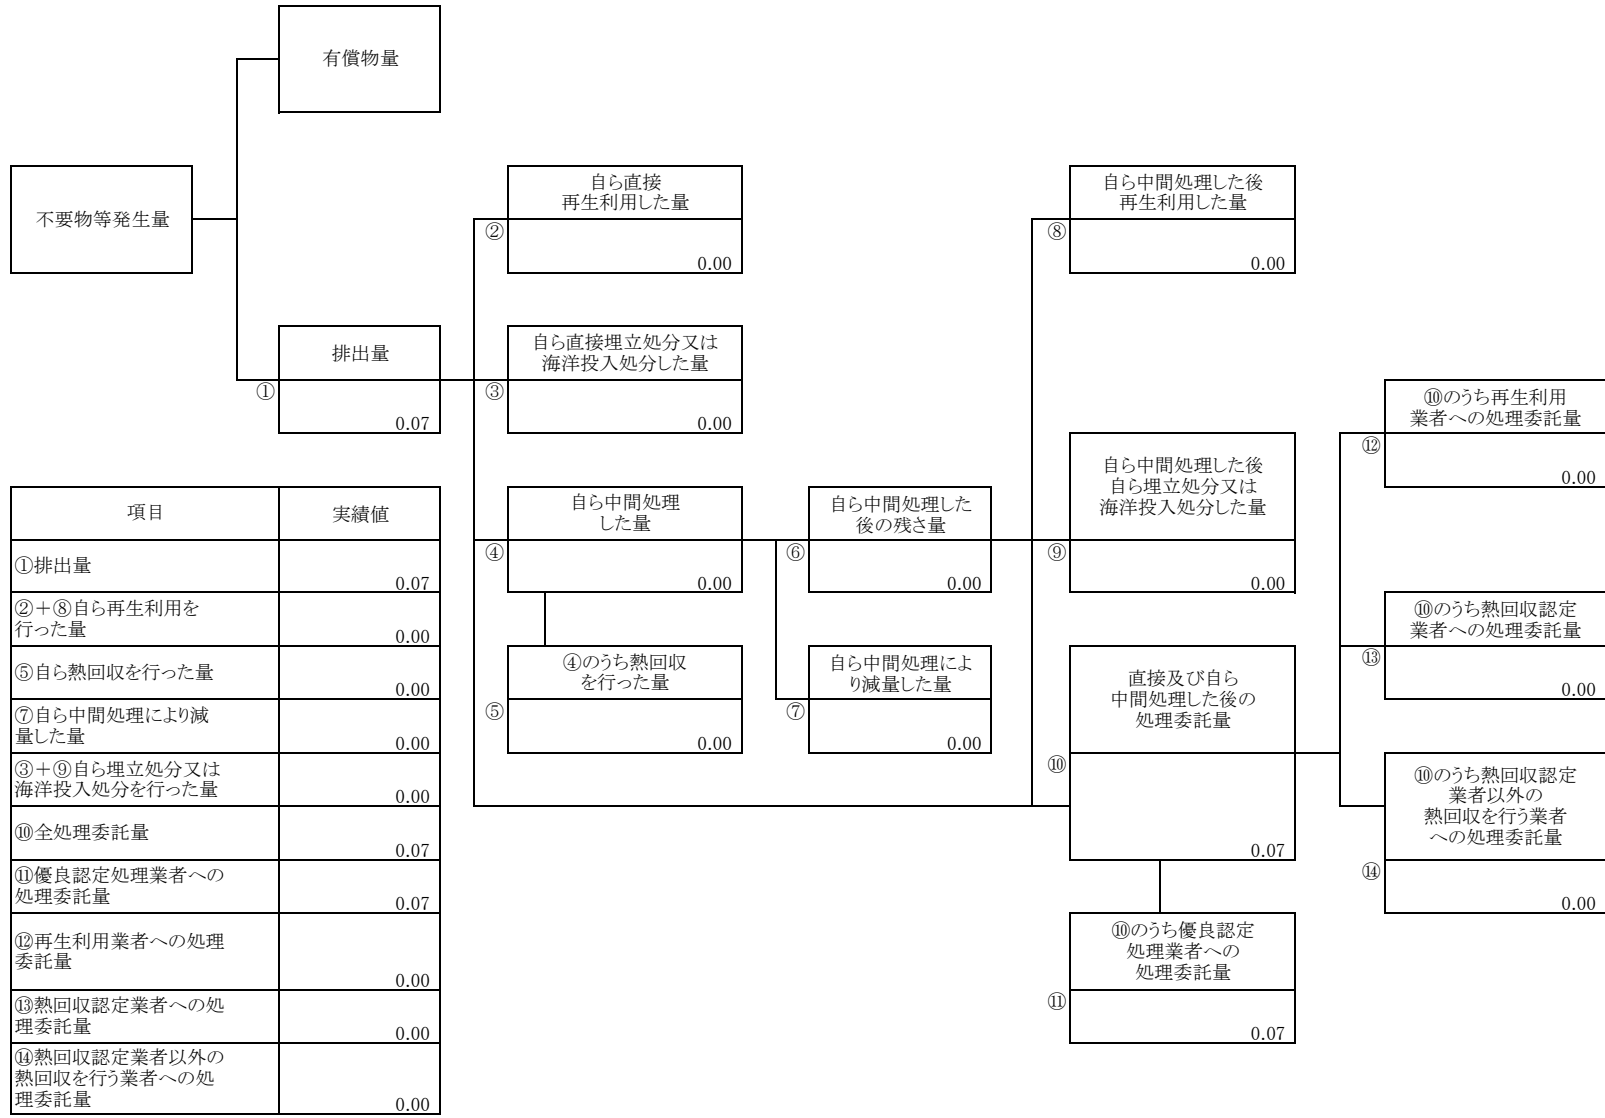 有償物量
不要物等発生量
排出量
①
0.07
自ら直接
再生利用した量
②
0.00
自ら直接埋立処分又は
海洋投入処分した量
③
0.00
自ら中間処理
した量
④
0.00
④のうち熱回収
を行った量
⑤
0.00
自ら中間処理した
後の残さ量
⑥
0.00
自ら中間処理によ
り減量した量
⑦
0.00
自ら中間処理した後
再生利用した量
⑧
0.00
自ら中間処理した後
自ら埋立処分又は
海洋投入処分した量
⑨
0.00
直接及び自ら
中間処理した後の
処理委託量
⑩
0.07
⑩のうち優良認定
処理業者への
処理委託量
⑪
0.07
⑩のうち再生利用
業者への処理委託量
⑫
0.00
⑩のうち熱回収認定
業者への処理委託量
⑬
0.00
⑩のうち熱回収認定
業者以外の
熱回収を行う業者
への処理委託量
⑭
0.00
項目 実績値
①排出量
0.07
②＋⑧自ら再生利用を
行った量
0.00
⑤自ら熱回収を行った量
0.00
⑦自ら中間処理により減
量した量
0.00
③＋⑨自ら埋立処分又は
海洋投入処分を行った量
0.00
⑩全処理委託量
0.07
⑪優良認定処理業者への
処理委託量
0.07
⑫再生利用業者への処理
委託量
0.00
⑬熱回収認定業者への処
理委託量
0.00
⑭熱回収認定業者以外の
熱回収を行う業者への処
理委託量
0.00